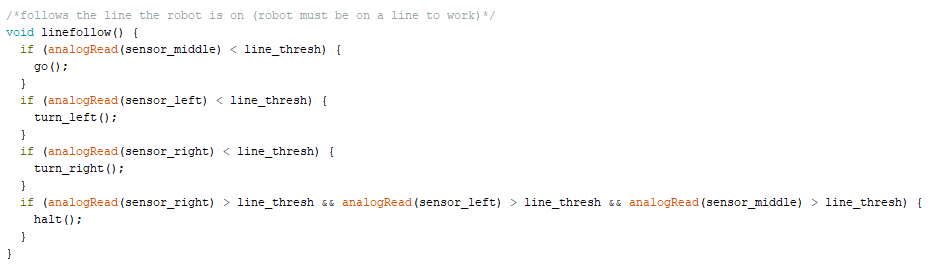 /*follows the line the robot is on (robot must be on a line to work)*/
void linefollow() {
  if (analogRead(sensor_middle) < line_thresh) {
    go();
  }
  if (analogRead(sensor_left) < line_thresh) {
    turn_left();
  }
  if (analogRead(sensor_right) < line_thresh) {
    turn_right();
  }
  if (analogRead(sensor_right) > line_thresh && analogRead(sensor_left) > line_thresh && analogRead(sensor_middle) > line_thresh) {
    halt();
  }
}